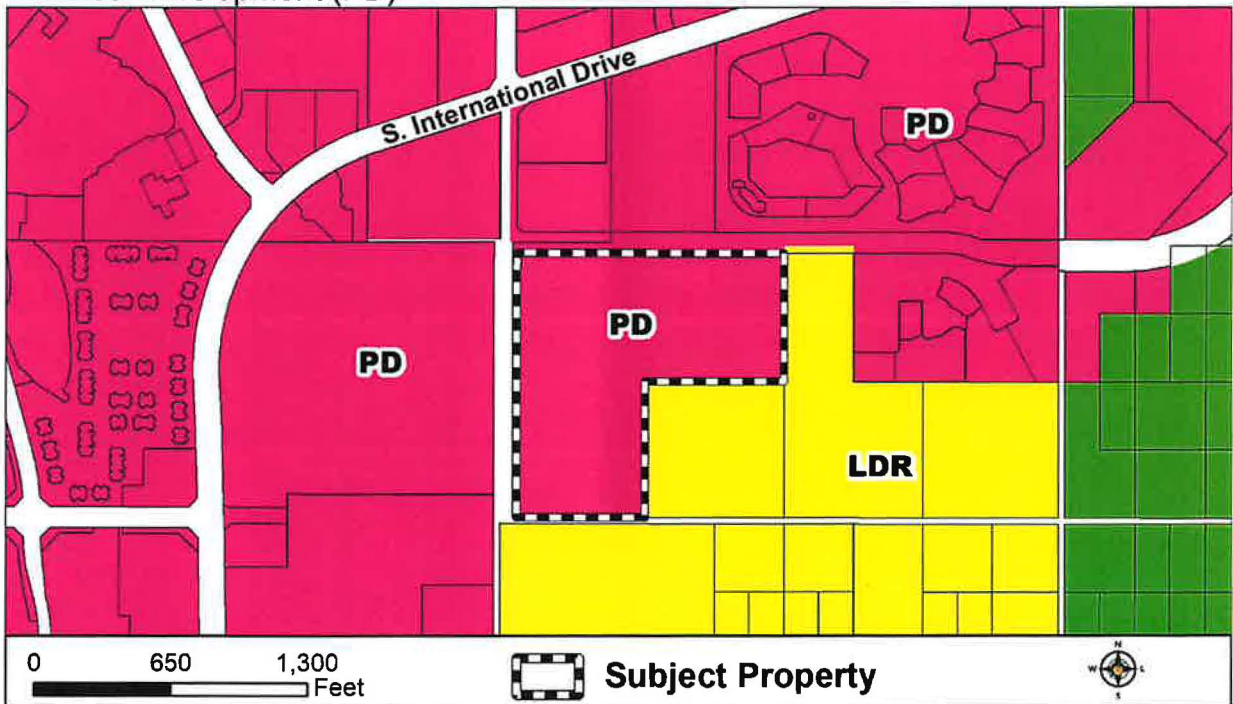 S. International Drive
PD
PD
PD
LDR
0 650 1,300
Feet
Subject Property
N
W
S